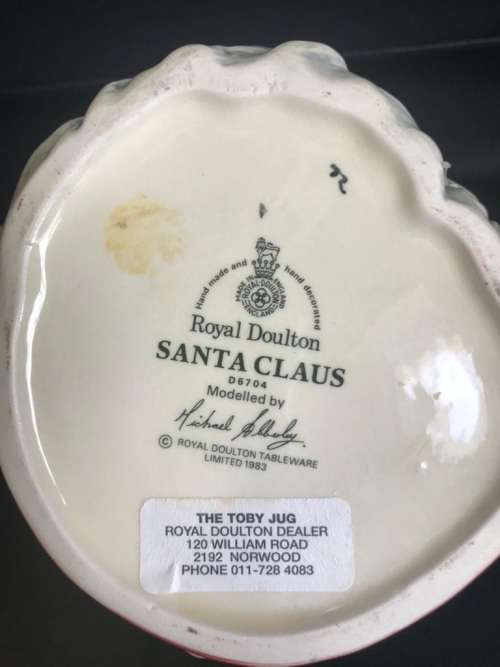 Hand made and hand decorated
MADE IN ENGLAND
ROYAL DOULTON
ENGLAND
Royal Doulton
SANTA CLAUS
D6704
Modelled by
Michael Abberley
© ROYAL DOULTON TABLEWARE
LIMITED 1983
THE TOBY JUG
ROYAL DOULTON DEALER
120 WILLIAM ROAD
2192 NORWOOD
PHONE 011-728 4083